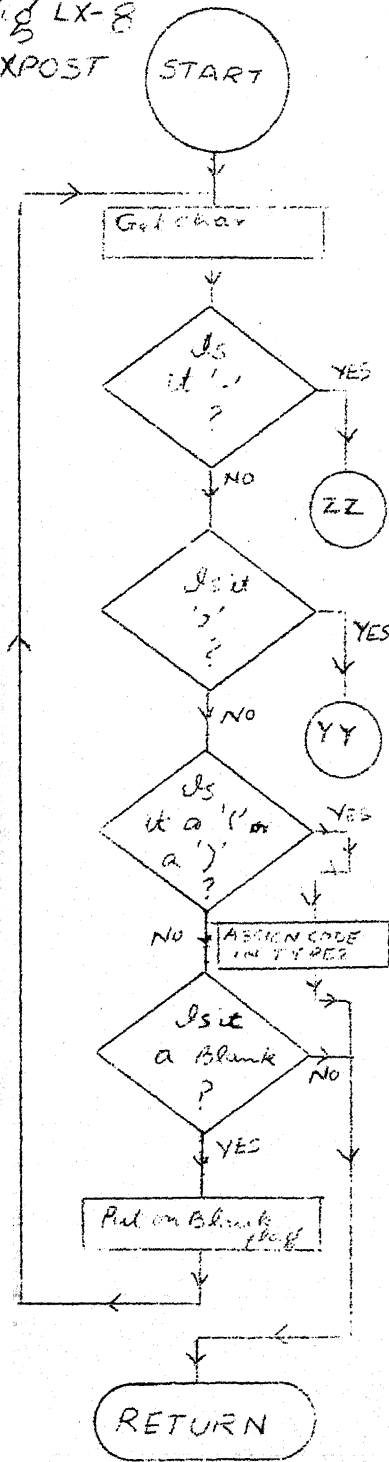 ig LX-8
XPOST
START
Get char
Is
it '.'
?
YES
ZZ
NO
Is it
'>'
?
YES
YY
NO
Is
it a '(' or
a ')'
?
YES
NO
ASSIGN CODE
IN TYPE2
Is it
a Blank
?
NO
YES
Put on Blank
flag
RETURN